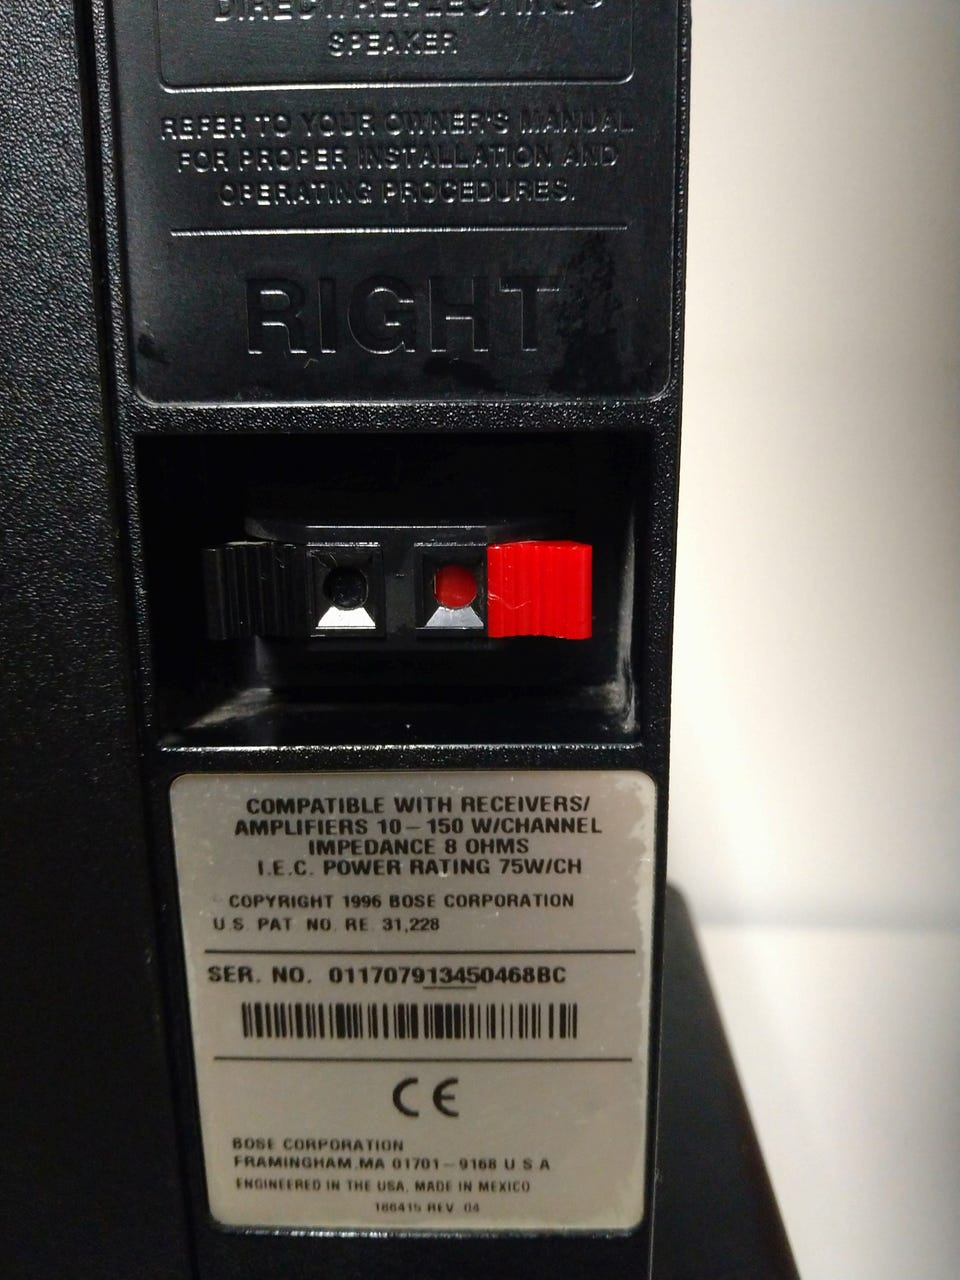 DIRECT/REFLECTING®
SPEAKER
REFER TO YOUR OWNER'S MANUAL
FOR PROPER INSTALLATION AND
OPERATING PROCEDURES.
RIGHT
COMPATIBLE WITH RECEIVERS/
AMPLIFIERS 10-150 W/CHANNEL
IMPEDANCE 8 OHMS
I.E.C. POWER RATING 75W/CH
© COPYRIGHT 1996 BOSE CORPORATION
U.S. PAT NO. RE. 31,228
SER. NO. 011707913450468BC
CE
BOSE CORPORATION
FRAMINGHAM.MA 01701-9168 U S A
ENGINEERED IN THE USA, MADE IN MEXICO
186415 REV 04